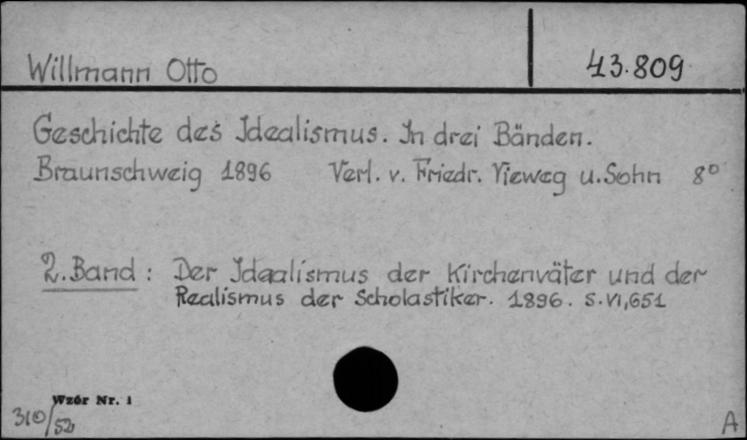 Willmann Otto
43.809
Geschichte des Idealismus. In drei Bänden.
Braunschweig 1896 Verl. v. Friedr. Vieweg u. Sohn 8°
2. Band: Der Idealismus der Kirchenväter und der
Realismus der Scholastiker. 1896. S. VI, 651
Wzór Nr. 1
310/52
A